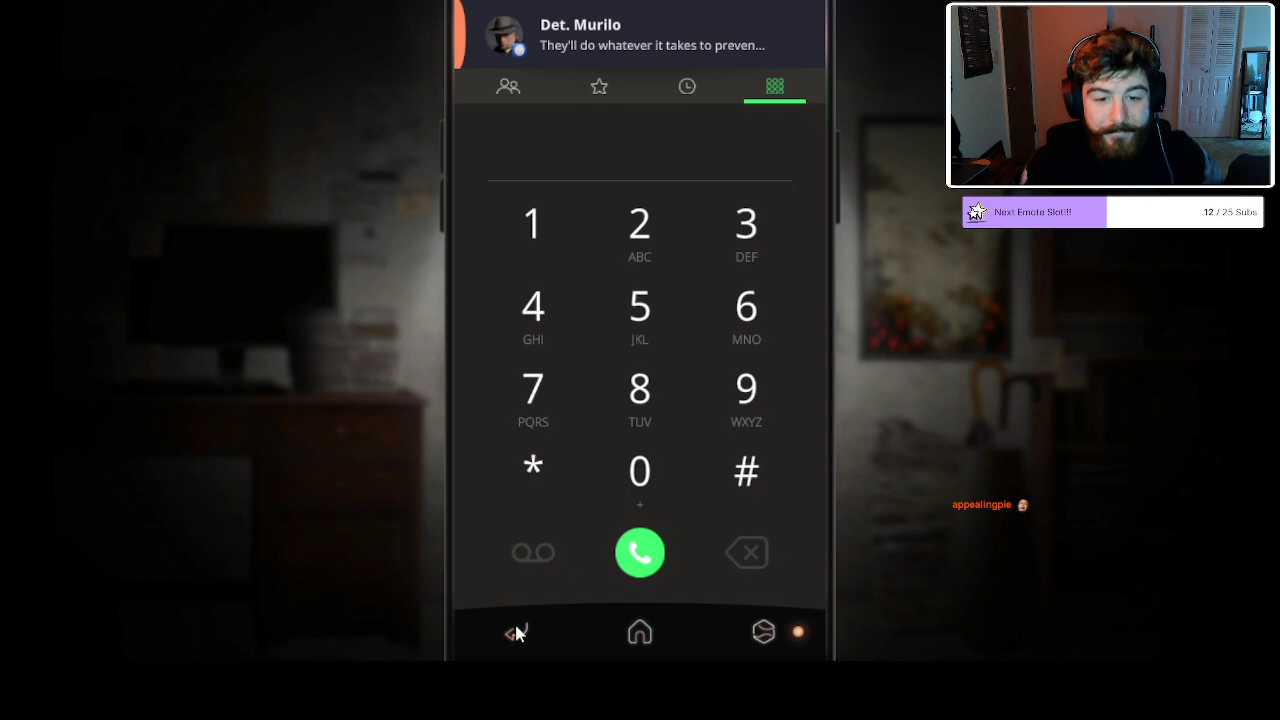 Det. Murilo
They'll do whatever it takes to preven...
1
2
3
ABC
DEF
4
5
6
GHI
JKL
MNO
7
8
9
PQRS
TUV
WXYZ
*
0
#
+
Next Emote Slot!!!
12 / 25 Subs
appealingpie